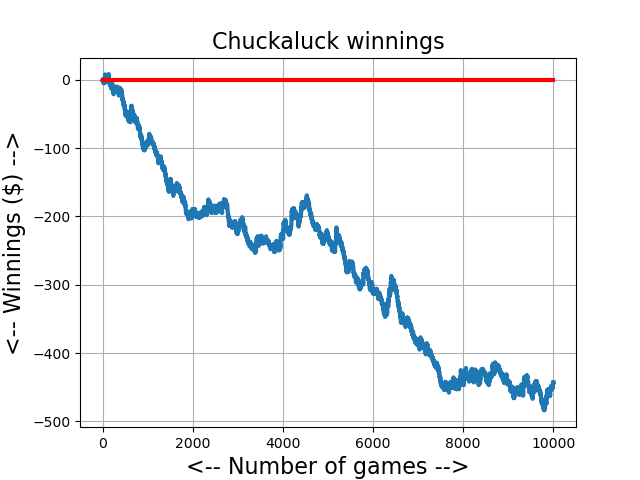 Chuckaluck winnings
<-- Winnings ($) -->
0
−100
−200
−300
−400
−500
0 2000 4000 6000 8000 10000
<-- Number of games -->